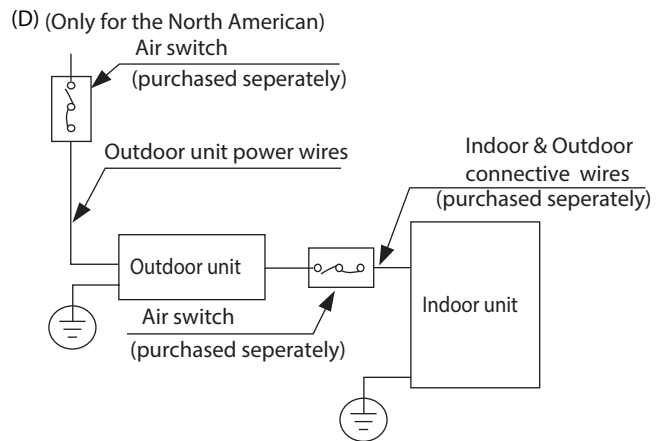 (D) (Only for the North American)
Air switch
(purchased seperately)
Outdoor unit power wires
Indoor & Outdoor
connective wires
(purchased seperately)
Outdoor unit
Indoor unit
Air switch
(purchased seperately)